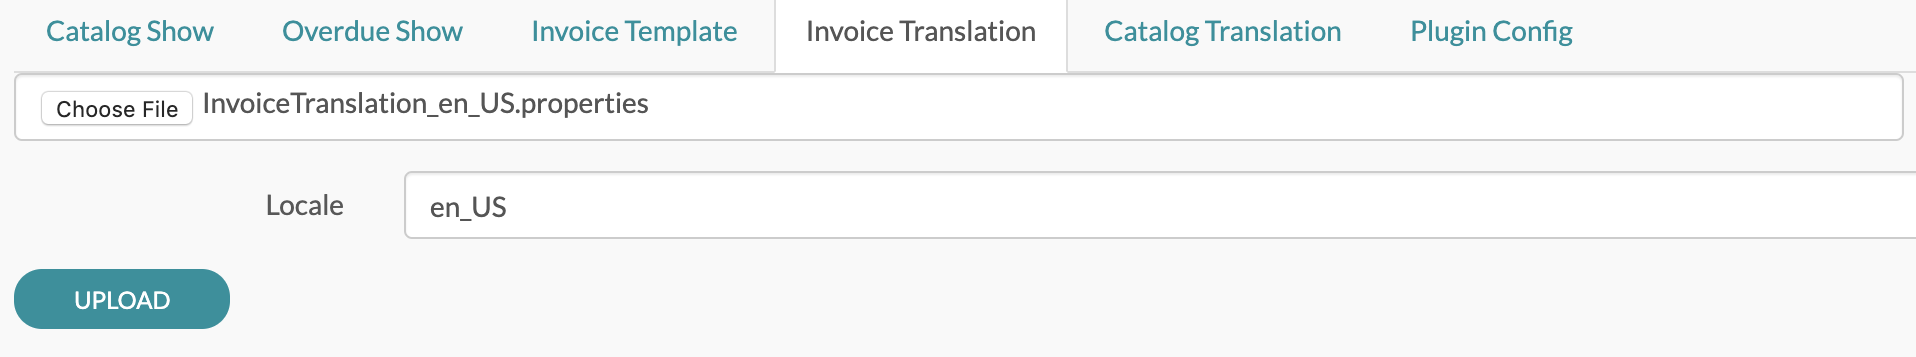 Catalog Show Overdue Show Invoice Template Invoice Translation Catalog Translation Plugin Config
Choose File InvoiceTranslation_en_US.properties
Locale en_US
UPLOAD